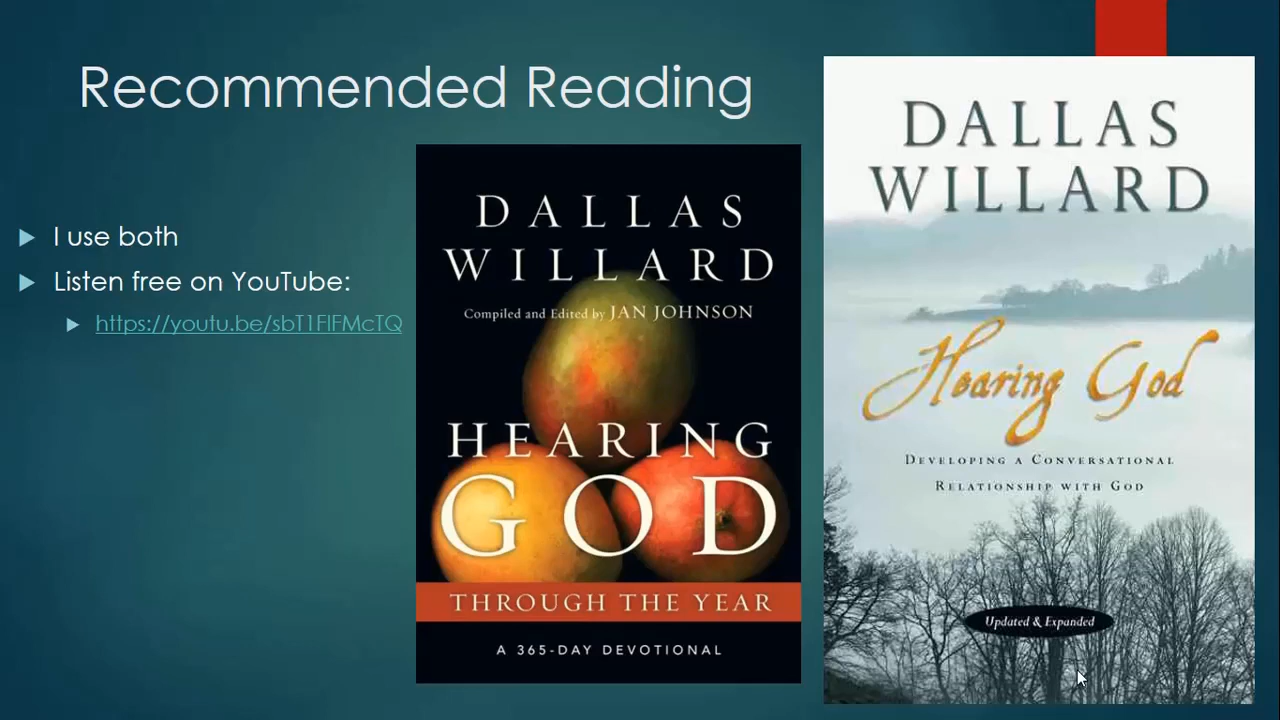 Recommended Reading
I use both
Listen free on YouTube:
https://youtu.be/sbT1FIFMcTQ
DALLAS
WILLARD
Compiled and Edited by JAN JOHNSON
HEARING
GOD
THROUGH THE YEAR
A 365-DAY DEVOTIONAL
DALLAS
WILLARD
Hearing God
DEVELOPING A CONVERSATIONAL
RELATIONSHIP WITH GOD
Updated & Expanded